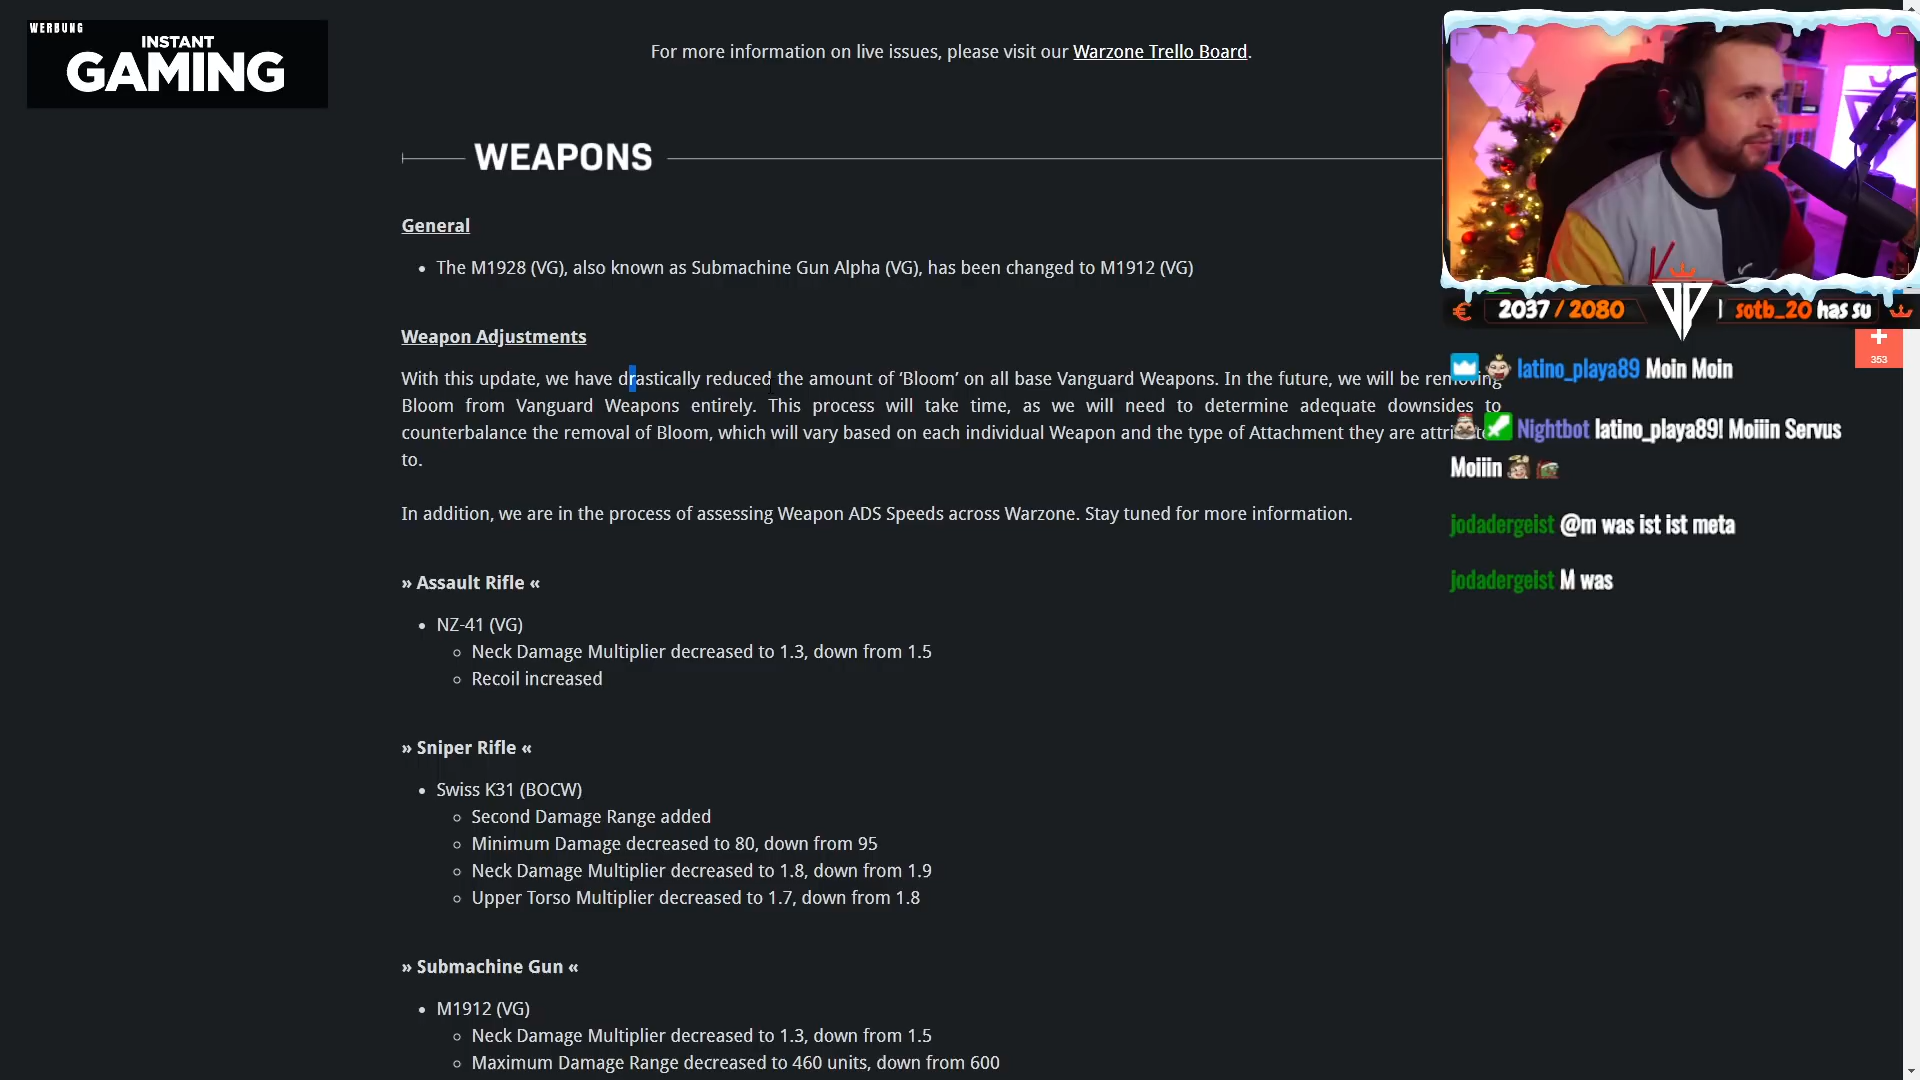 WERBUNG
INSTANT
GAMING
For more information on live issues, please visit our Warzone Trello Board.
WEAPONS
General
• The M1928 (VG), also known as Submachine Gun Alpha (VG), has been changed to M1912 (VG)
Weapon Adjustments
With this update, we have drastically reduced the amount of ‘Bloom’ on all base Vanguard Weapons. In the future, we will be removing
Bloom from Vanguard Weapons entirely. This process will take time, as we will need to determine adequate downsides to
counterbalance the removal of Bloom, which will vary based on each individual Weapon and the type of Attachment they are
to.
In addition, we are in the process of assessing Weapon ADS Speeds across Warzone. Stay tuned for more information.
» Assault Rifle «
• NZ-41 (VG)
◦ Neck Damage Multiplier decreased to 1.3, down from 1.5
◦ Recoil increased
» Sniper Rifle «
• Swiss K31 (BOCW)
◦ Second Damage Range added
◦ Minimum Damage decreased to 80, down from 95
◦ Neck Damage Multiplier decreased to 1.8, down from 1.9
◦ Upper Torso Multiplier decreased to 1.7, down from 1.8
» Submachine Gun «
• M1912 (VG)
◦ Neck Damage Multiplier decreased to 1.3, down from 1.5
◦ Maximum Damage Range decreased to 460 units, down from 600
€ 2037 / 2080
sotb_20 has su
+
353
latino_playa89 Moin Moin
Nightbot latino_playa89! Moiiin Servus
Moiiin
jodadergeist @m was ist ist meta
jodadergeist M was